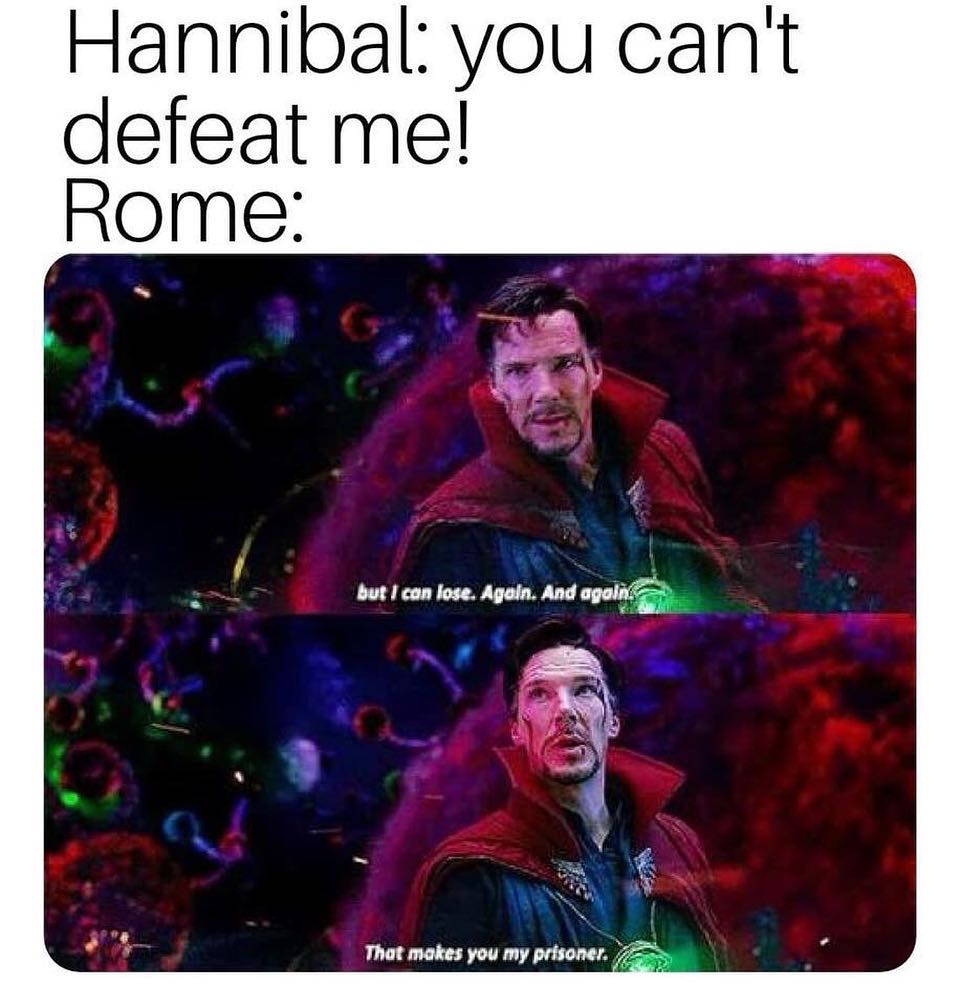 Hannibal: you can't
defeat me!
Rome:
but I can lose. Again. And again.
That makes you my prisoner.